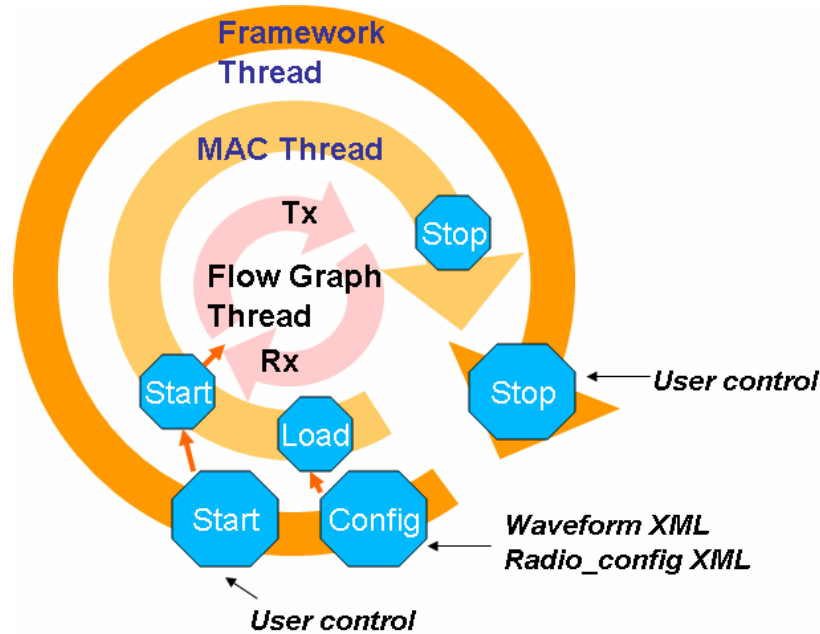 Framework
Thread
MAC Thread
Tx
Stop
Flow Graph
Thread
Rx
Start
Stop
User control
Load
Start
Config
Waveform XML
Radio_config XML
User control